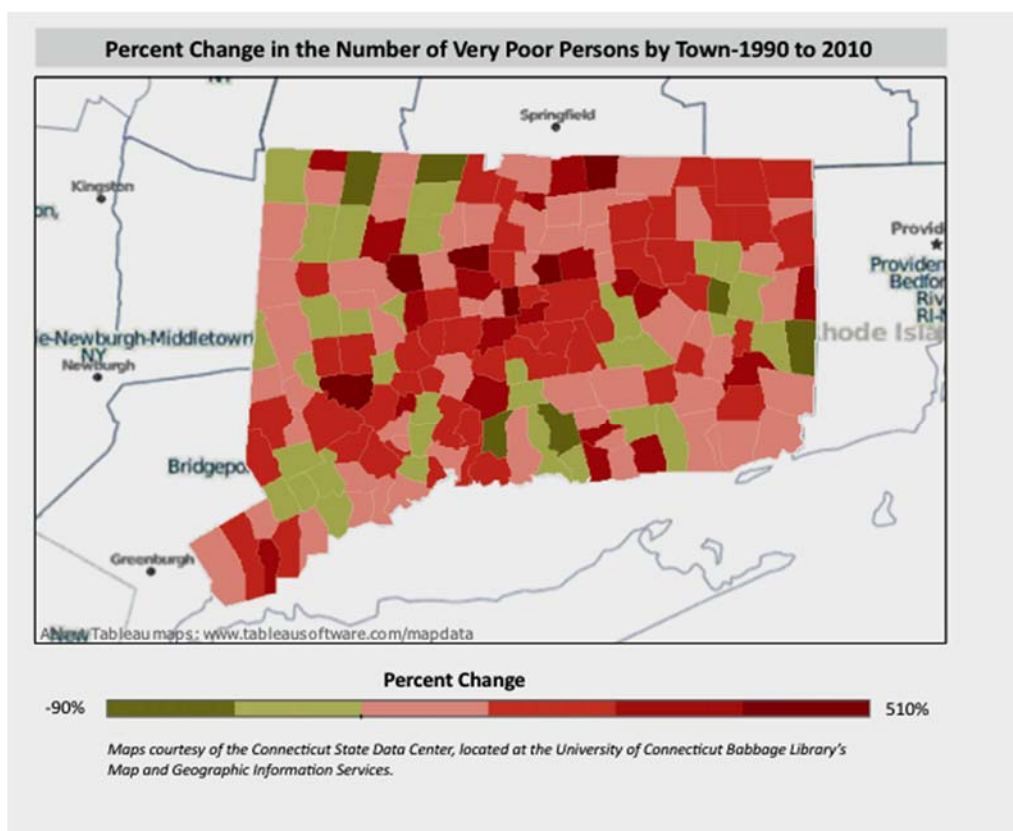 Percent Change in the Number of Very Poor Persons by Town-1990 to 2010
NY
Springfield
Kingston
on,
Provid
Providen
Bedfor
Riv
RI-M
e-Newburgh-Middletown
NY
Newburgh
hode Isla
Bridgepo
Greenburgh
New
Tableau maps: www.tableausoftware.com/mapdata
Percent Change
-90%
510%
Maps courtesy of the Connecticut State Data Center, located at the University of Connecticut Babbage Library's
Map and Geographic Information Services.